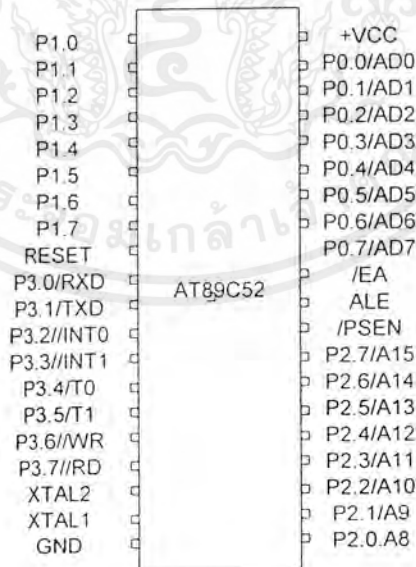 P1.0
P1.1
P1.2
P1.3
P1.4
P1.5
P1.6
P1.7
RESET
P3.0/RXD
P3.1/TXD
P3.2//INT0
P3.3//INT1
P3.4/T0
P3.5/T1
P3.6//WR
P3.7//RD
XTAL2
XTAL1
GND
AT89C52
+VCC
P0.0/AD0
P0.1/AD1
P0.2/AD2
P0.3/AD3
P0.4/AD4
P0.5/AD5
P0.6/AD6
P0.7/AD7
/EA
ALE
/PSEN
P2.7/A15
P2.6/A14
P2.5/A13
P2.4/A12
P2.3/A11
P2.2/A10
P2.1/A9
P2.0.A8